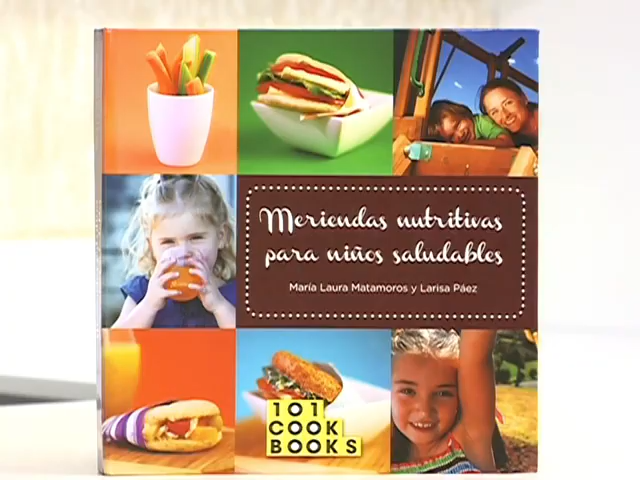 Meriendas nutritivas
para niños saludables
María Laura Matamoros y Larisa Páez
101
COOK
BOOKS